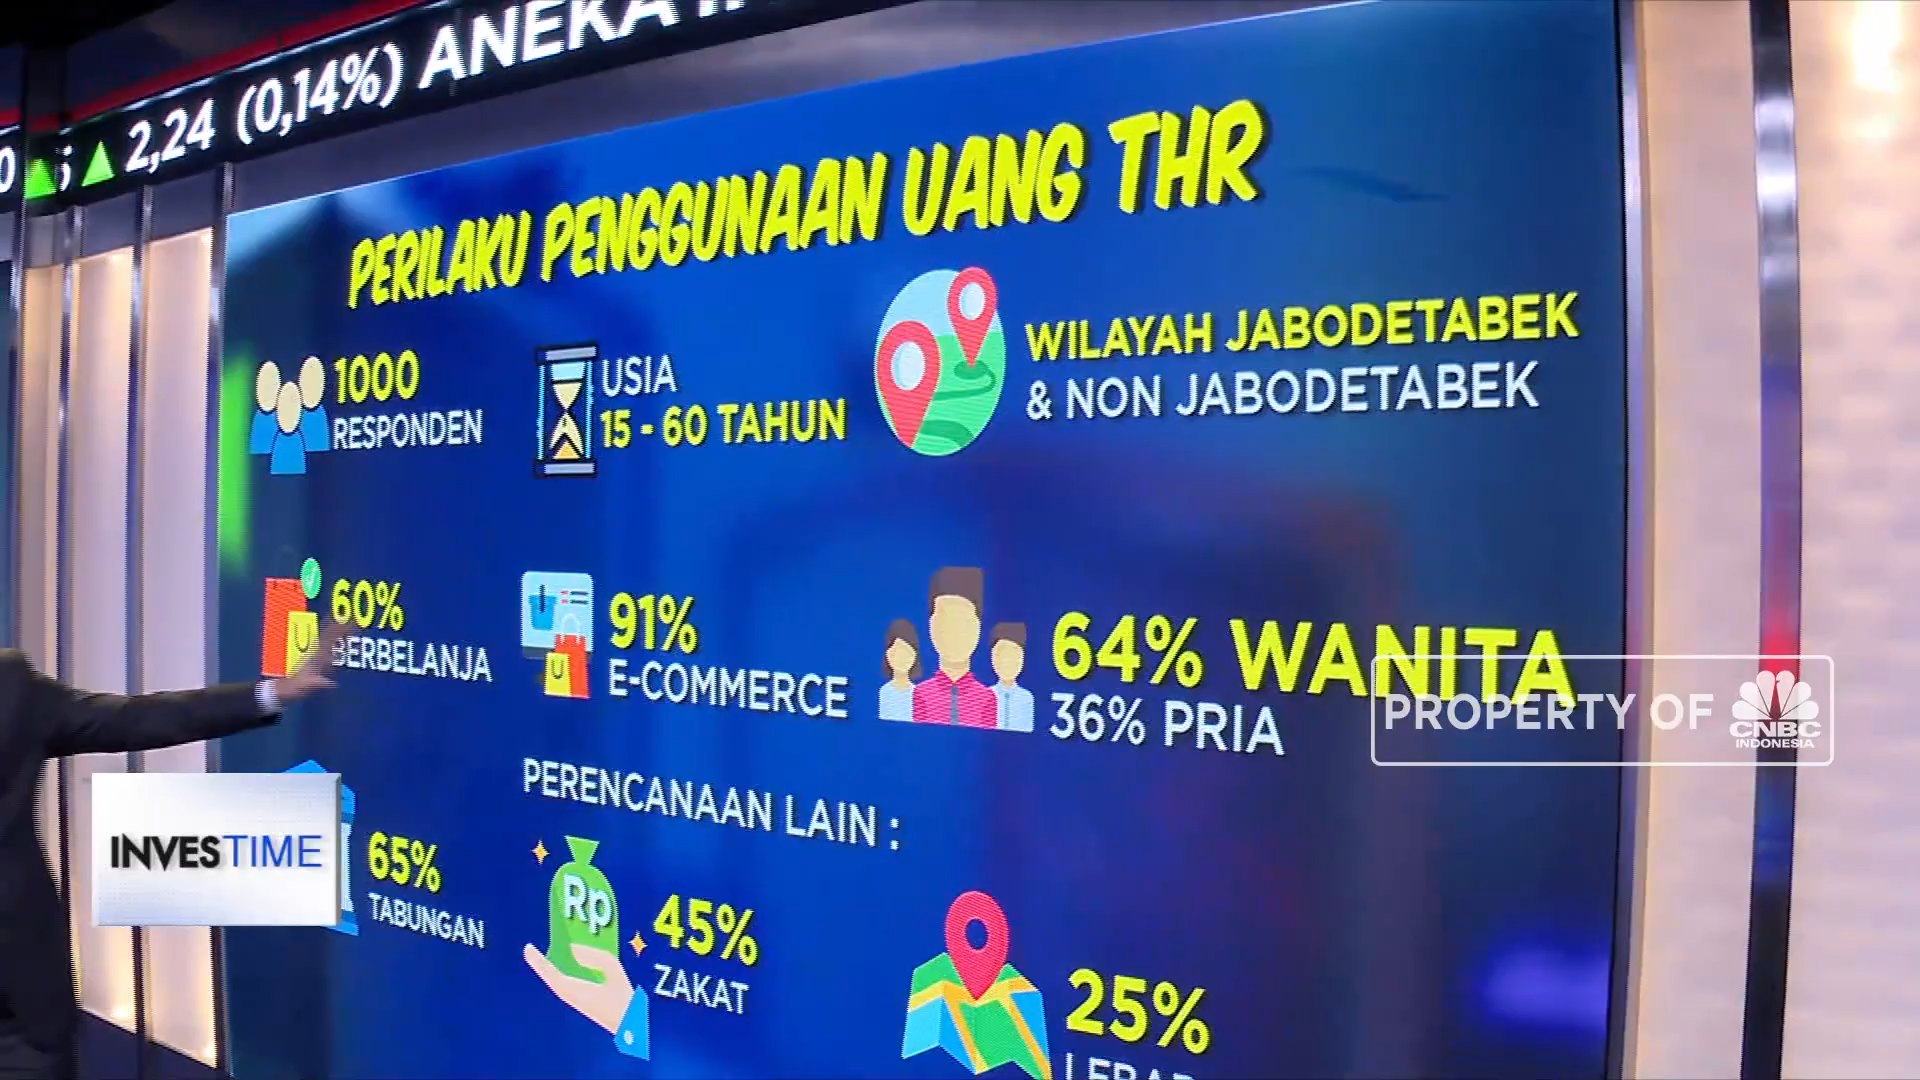 2,24 (0,14%) ANEKA
PERILAKU PENGGUNAAN UANG THR
1000
RESPONDEN
USIA
15 - 60 TAHUN
WILAYAH JABODETABEK
& NON JABODETABEK
60%
BERBELANJA
91%
E-COMMERCE
64% WANITA
36% PRIA
PROPERTY OF
CNBC
INDONESIA
PERENCANAAN LAIN :
INVESTIME
65%
TABUNGAN
Rp
45%
ZAKAT
25%